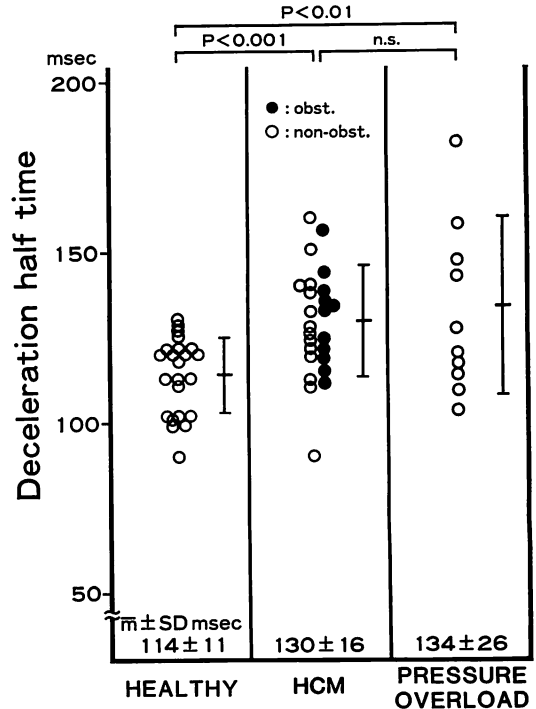 P<0.01
P<0.001
n.s.
msec
200
● : obst.
○ : non-obst.
Deceleration half time
150
100
50
m̅ ± SD msec
114 ± 11
130 ± 16
134 ± 26
HEALTHY
HCM
PRESSURE
OVERLOAD